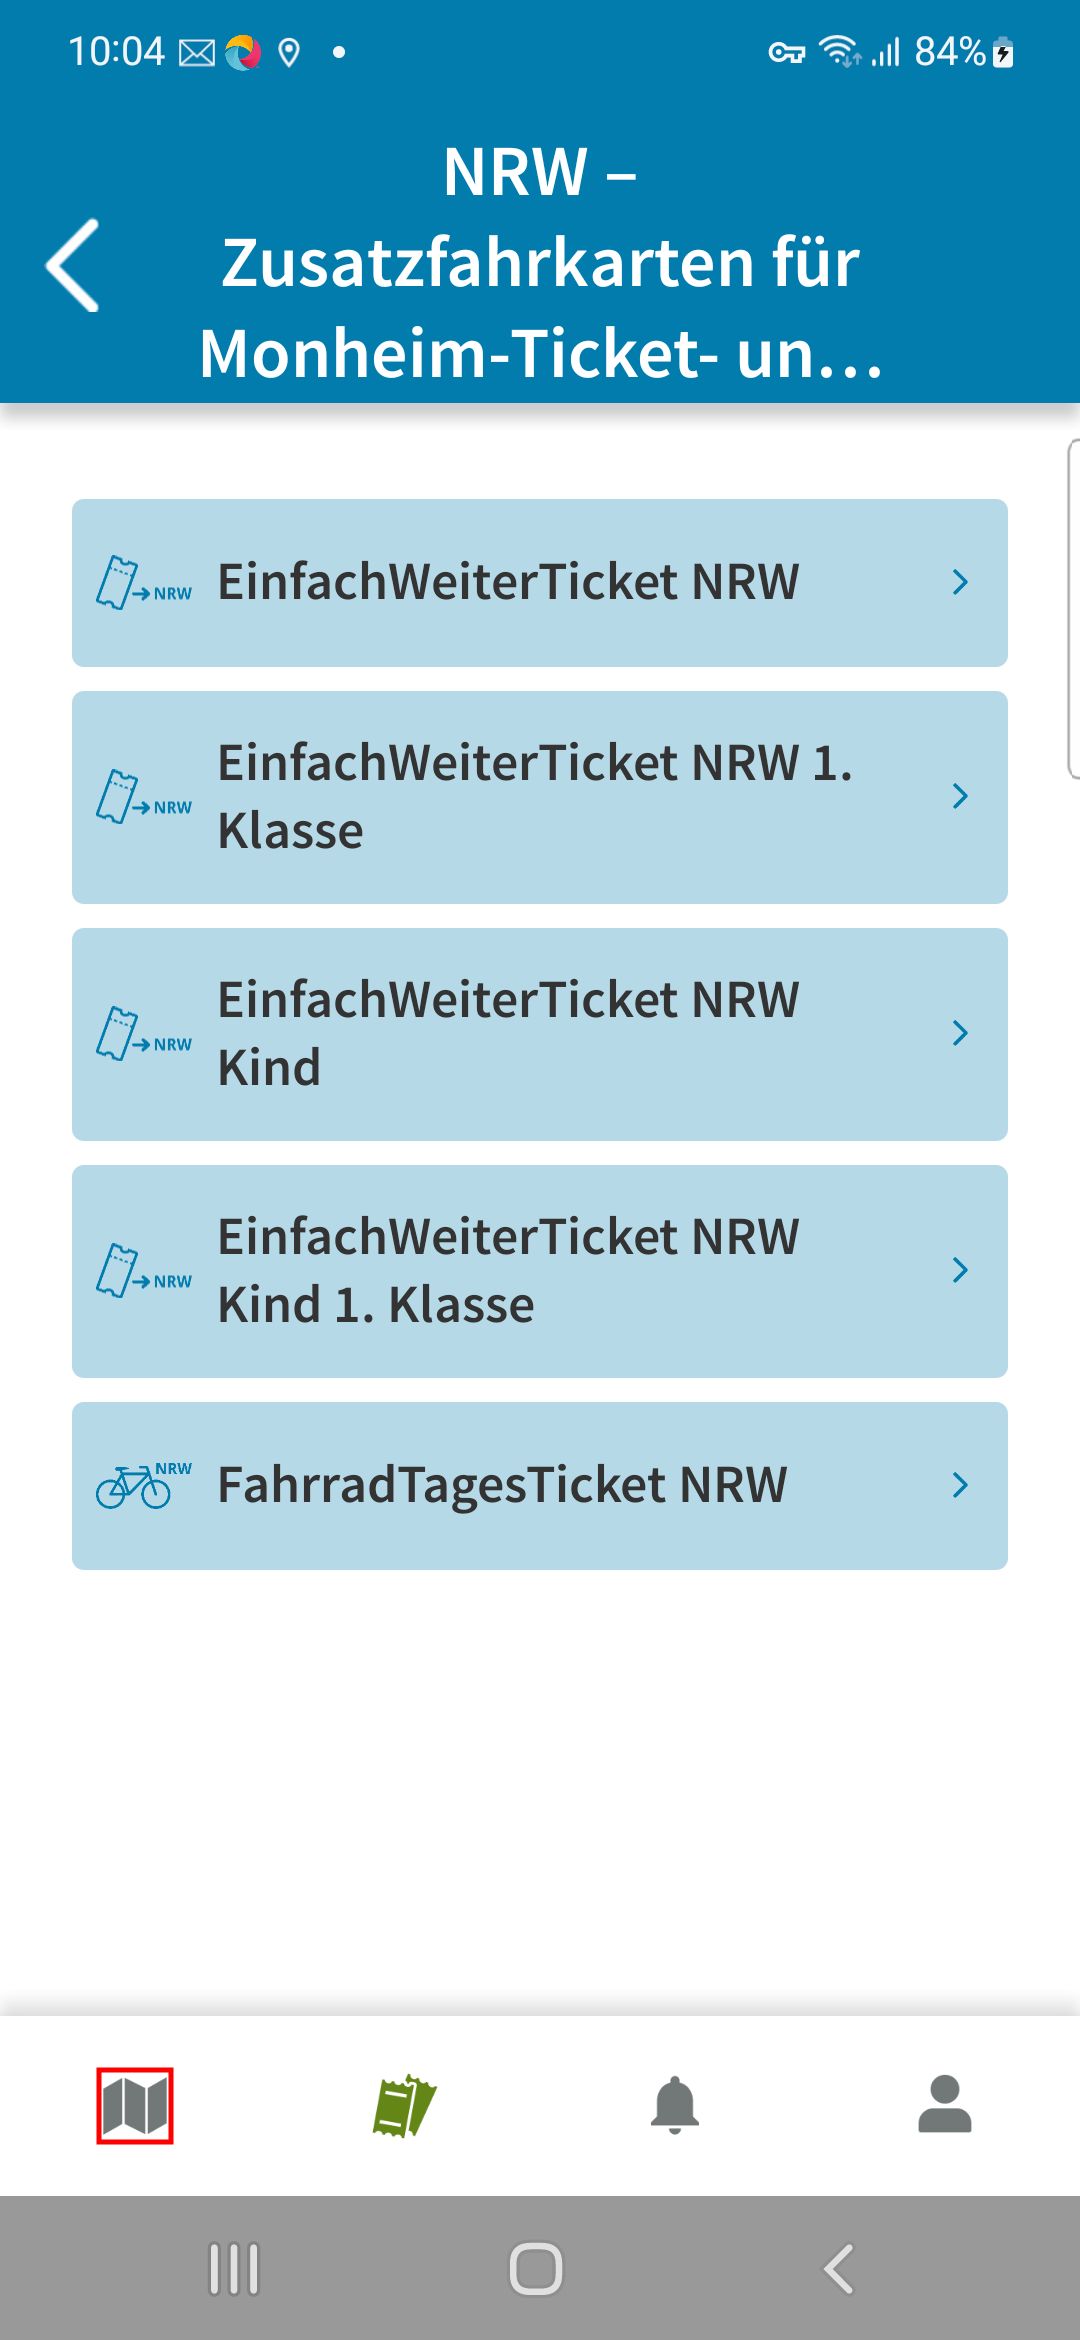 10:04
84%
NRW –
Zusatzfahrkarten für
Monheim-Ticket- un...
NRW
EinfachWeiterTicket NRW
NRW
EinfachWeiterTicket NRW 1.
Klasse
NRW
EinfachWeiterTicket NRW
Kind
NRW
EinfachWeiterTicket NRW
Kind 1. Klasse
NRW
FahrradTagesTicket NRW